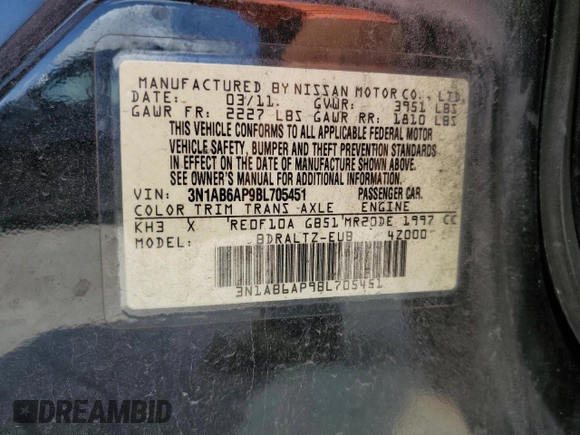 MANUFACTURED BY NISSAN MOTOR CO., LTD.
DATE: 03/11. GVWR: 3951 LBS
GAWR FR: 2227 LBS GAWR RR: 1810 LBS
THIS VEHICLE CONFORMS TO ALL APPLICABLE FEDERAL MOTOR
VEHICLE SAFETY, BUMPER AND THEFT PREVENTION STANDARDS
IN EFFECT ON THE DATE OF MANUFACTURE SHOWN ABOVE.
SEE OWNER'S MANUAL FOR ADDITIONAL INFORMATION.
VIN: 3N1AB6AP9BL705451 PASSENGER CAR.
COLOR TRIM TRANS AXLE ENGINE
KH3 X RE0F10A GB51 MR20DE 1997 CC
MODEL: BDRALTZ-EUB 42000
3N1AB6AP9BL705451
DREAMBID